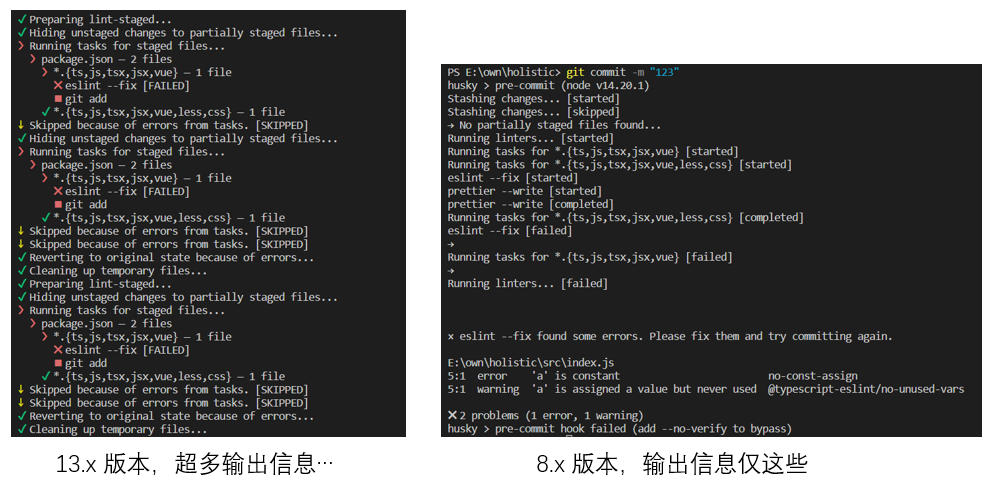 ✔ Preparing lint-staged...
✔ Hiding unstaged changes to partially staged files...
❯ Running tasks for staged files...
❯ package.json — 2 files
❯ *.{ts,js,tsx,jsx,vue} — 1 file
✖ eslint --fix [FAILED]
■ git add
✔ *.{ts,js,tsx,jsx,vue,less,css} — 1 file
↓ Skipped because of errors from tasks. [SKIPPED]
✔ Hiding unstaged changes to partially staged files...
❯ Running tasks for staged files...
❯ package.json — 2 files
❯ *.{ts,js,tsx,jsx,vue} — 1 file
✖ eslint --fix [FAILED]
■ git add
✔ *.{ts,js,tsx,jsx,vue,less,css} — 1 file
↓ Skipped because of errors from tasks. [SKIPPED]
↓ Skipped because of errors from tasks. [SKIPPED]
✔ Reverting to original state because of errors...
✔ Cleaning up temporary files...
✔ Preparing lint-staged...
✔ Hiding unstaged changes to partially staged files...
❯ Running tasks for staged files...
❯ package.json — 2 files
❯ *.{ts,js,tsx,jsx,vue} — 1 file
✖ eslint --fix [FAILED]
■ git add
✔ *.{ts,js,tsx,jsx,vue,less,css} — 1 file
↓ Skipped because of errors from tasks. [SKIPPED]
↓ Skipped because of errors from tasks. [SKIPPED]
✔ Reverting to original state because of errors...
✔ Cleaning up temporary files...
13.x 版本，超多输出信息…
PS E:\own\holistic> git commit -m "123"
husky > pre-commit (node v14.20.1)
Stashing changes... [started]
Stashing changes... [skipped]
→ No partially staged files found...
Running linters... [started]
Running tasks for *.{ts,js,tsx,jsx,vue} [started]
Running tasks for *.{ts,js,tsx,jsx,vue,less,css} [started]
eslint --fix [started]
prettier --write [started]
prettier --write [completed]
Running tasks for *.{ts,js,tsx,jsx,vue,less,css} [completed]
eslint --fix [failed]
→
Running tasks for *.{ts,js,tsx,jsx,vue} [failed]
→
Running linters... [failed]
× eslint --fix found some errors. Please fix them and try committing again.
E:\own\holistic\src\index.js
5:1 error 'a' is constant no-const-assign
5:1 warning 'a' is assigned a value but never used @typescript-eslint/no-unused-vars
✖ 2 problems (1 error, 1 warning)
husky > pre-commit hook failed (add --no-verify to bypass)
8.x 版本，输出信息仅这些